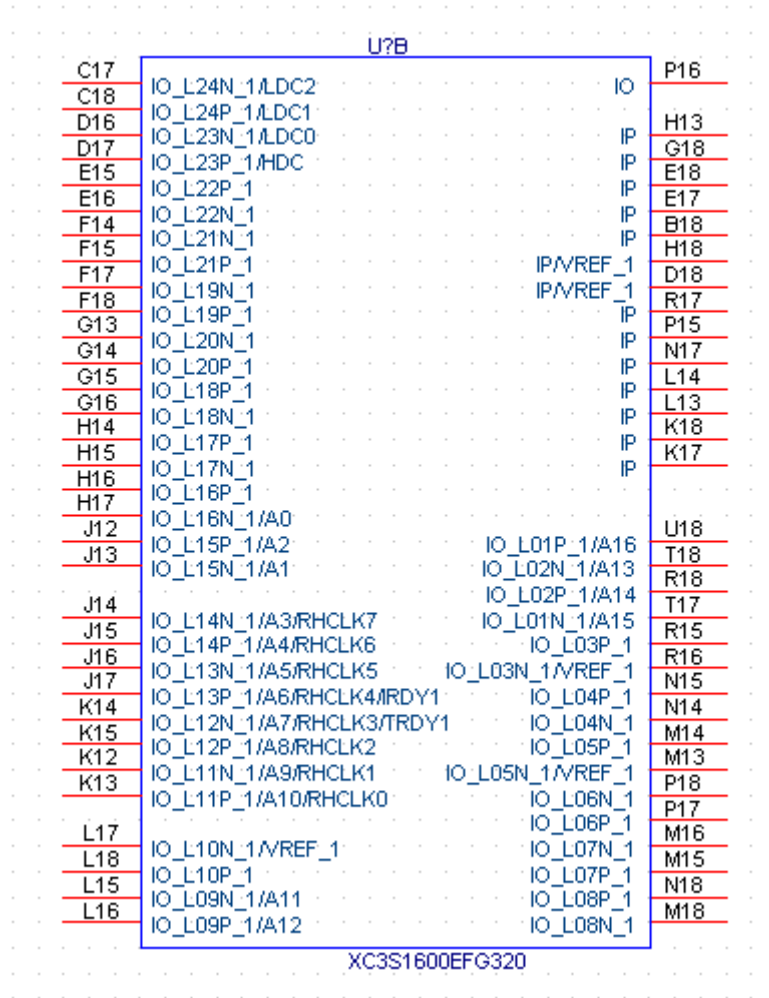 U?B
C17 IO_L24N_1/LDC2 IO P16
C18 IO_L24P_1/LDC1
D16 IO_L23N_1/LDC0 IP H13
D17 IO_L23P_1/HDC IP G18
E15 IO_L22P_1 IP E18
E16 IO_L22N_1 IP E17
F14 IO_L21N_1 IP B18
F15 IO_L21P_1 IP/VREF_1 H18
F17 IO_L19N_1 IP/VREF_1 D18
F18 IO_L19P_1 IP R17
G13 IO_L20N_1 IP P15
G14 IO_L20P_1 IP N17
G15 IO_L18P_1 IP L14
G16 IO_L18N_1 IP L13
H14 IO_L17P_1 IP K18
H15 IO_L17N_1 IP K17
H16 IO_L16P_1
H17 IO_L16N_1/A0
J12 IO_L15P_1/A2 IO_L01P_1/A16 U18
J13 IO_L15N_1/A1 IO_L02N_1/A13 T18
IO_L02P_1/A14 R18
J14 IO_L14N_1/A3/RHCLK7 IO_L01N_1/A15 T17
J15 IO_L14P_1/A4/RHCLK6 IO_L03P_1 R15
J16 IO_L13N_1/A5/RHCLK5 IO_L03N_1/VREF_1 R16
J17 IO_L13P_1/A6/RHCLK4/IRDY1 IO_L04P_1 N15
K14 IO_L12N_1/A7/RHCLK3/TRDY1 IO_L04N_1 N14
K15 IO_L12P_1/A8/RHCLK2 IO_L05P_1 M14
K12 IO_L11N_1/A9/RHCLK1 IO_L05N_1/VREF_1 M13
K13 IO_L11P_1/A10/RHCLK0 IO_L06N_1 P18
IO_L06P_1 P17
L17 IO_L10N_1/VREF_1 IO_L07N_1 M16
L18 IO_L10P_1 IO_L07P_1 M15
L15 IO_L09N_1/A11 IO_L08P_1 N18
L16 IO_L09P_1/A12 IO_L08N_1 M18
XC3S1600EFG320